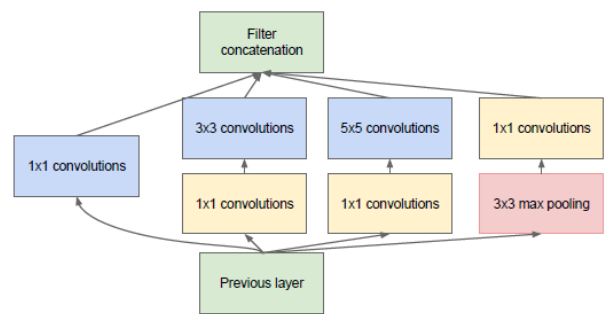 Filter
concatenation
3x3 convolutions
5x5 convolutions
1x1 convolutions
1x1 convolutions
1x1 convolutions
1x1 convolutions
3x3 max pooling
Previous layer